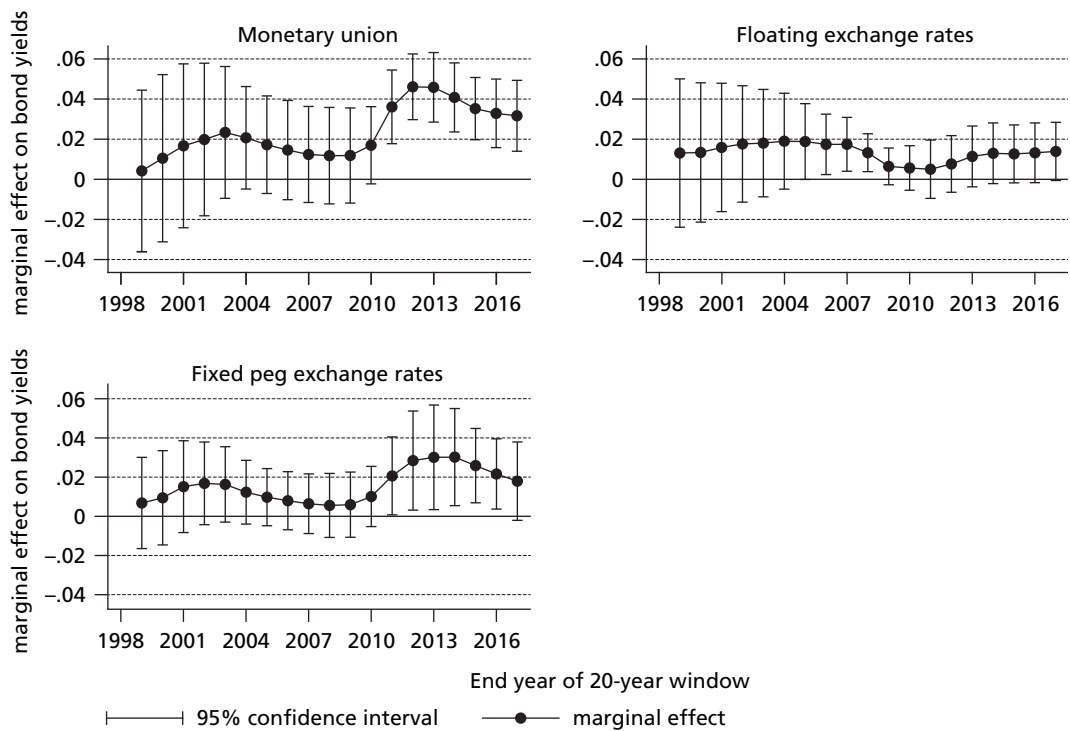 Monetary union
marginal effect on bond yields
.06
.04
.02
0
–.02
–.04
1998 2001 2004 2007 2010 2013 2016
Floating exchange rates
.06
.04
.02
0
–.02
–.04
1998 2001 2004 2007 2010 2013 2016
Fixed peg exchange rates
marginal effect on bond yields
.06
.04
.02
0
–.02
–.04
1998 2001 2004 2007 2010 2013 2016
End year of 20-year window
95% confidence interval marginal effect